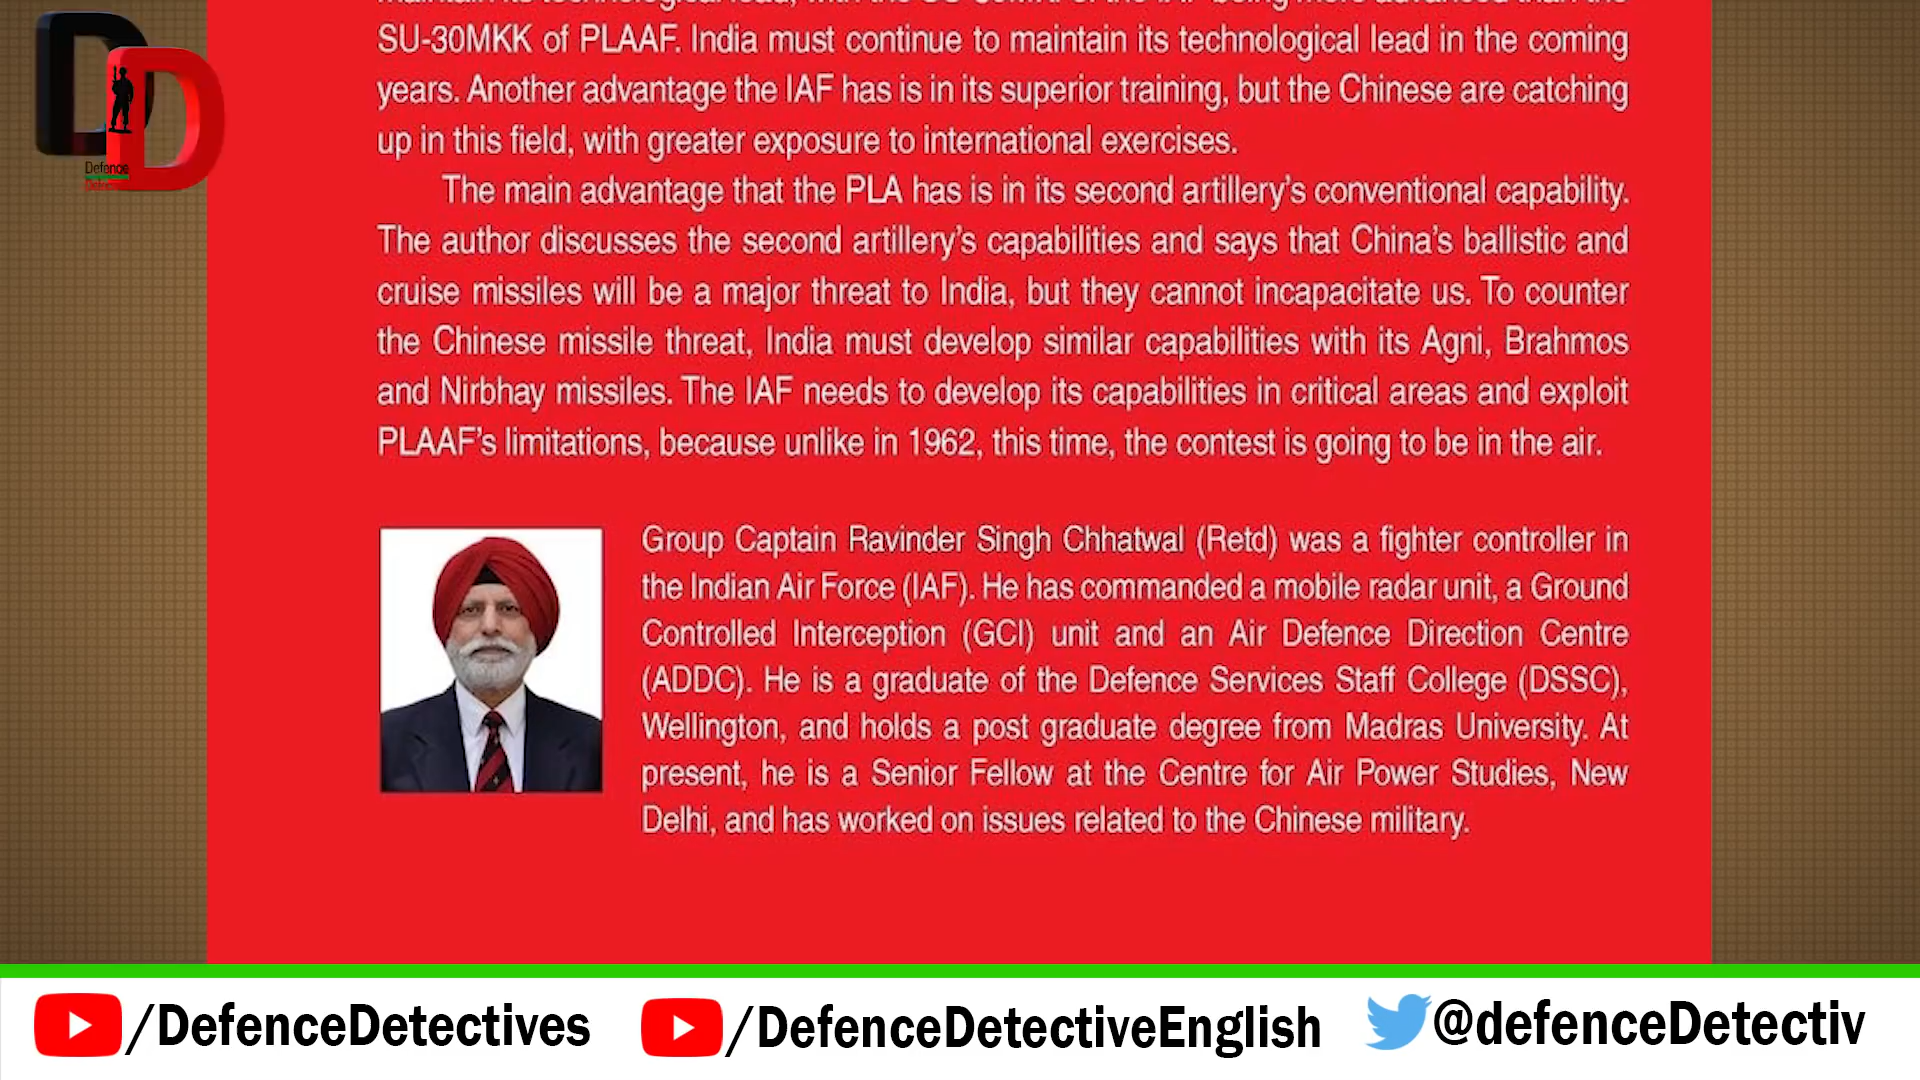 SU-30MKK of PLAAF. India must continue to maintain its technological lead in the coming
years. Another advantage the IAF has is in its superior training, but the Chinese are catching
up in this field, with greater exposure to international exercises.
The main advantage that the PLA has is in its second artillery's conventional capability.
The author discusses the second artillery's capabilities and says that China's ballistic and
cruise missiles will be a major threat to India, but they cannot incapacitate us. To counter
the Chinese missile threat, India must develop similar capabilities with its Agni, Brahmos
and Nirbhay missiles. The IAF needs to develop its capabilities in critical areas and exploit
PLAAF's limitations, because unlike in 1962, this time, the contest is going to be in the air.
Group Captain Ravinder Singh Chhatwal (Retd) was a fighter controller in
the Indian Air Force (IAF). He has commanded a mobile radar unit, a Ground
Controlled Interception (GCI) unit and an Air Defence Direction Centre
(ADDC). He is a graduate of the Defence Services Staff College (DSSC),
Wellington, and holds a post graduate degree from Madras University. At
present, he is a Senior Fellow at the Centre for Air Power Studies, New
Delhi, and has worked on issues related to the Chinese military.
DD
Defence
/DefenceDetectives
/DefenceDetectiveEnglish
@defenceDetectiv